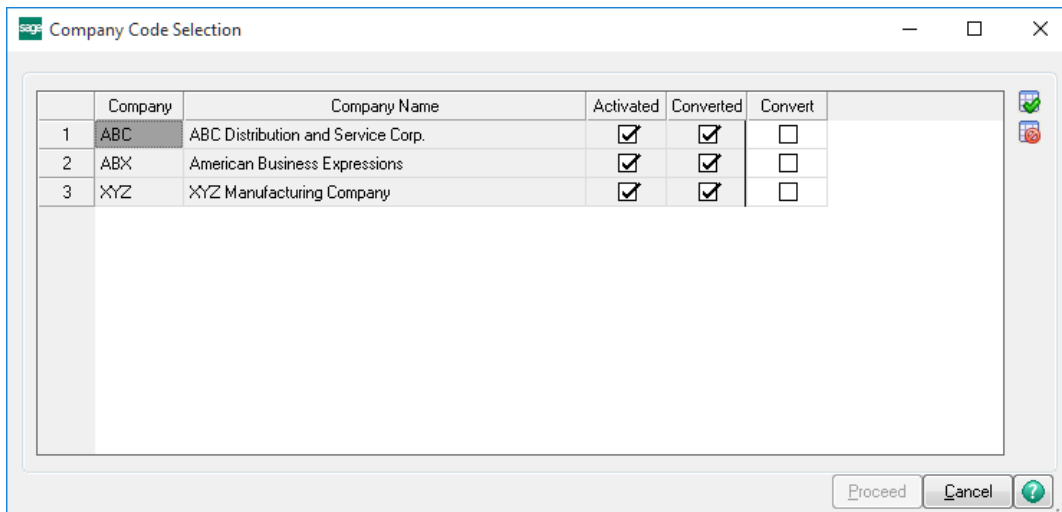 sage Company Code Selection
Company Company Name Activated Converted Convert
1 ABC ABC Distribution and Service Corp.
2 ABX American Business Expressions
3 XYZ XYZ Manufacturing Company
Proceed Cancel ?